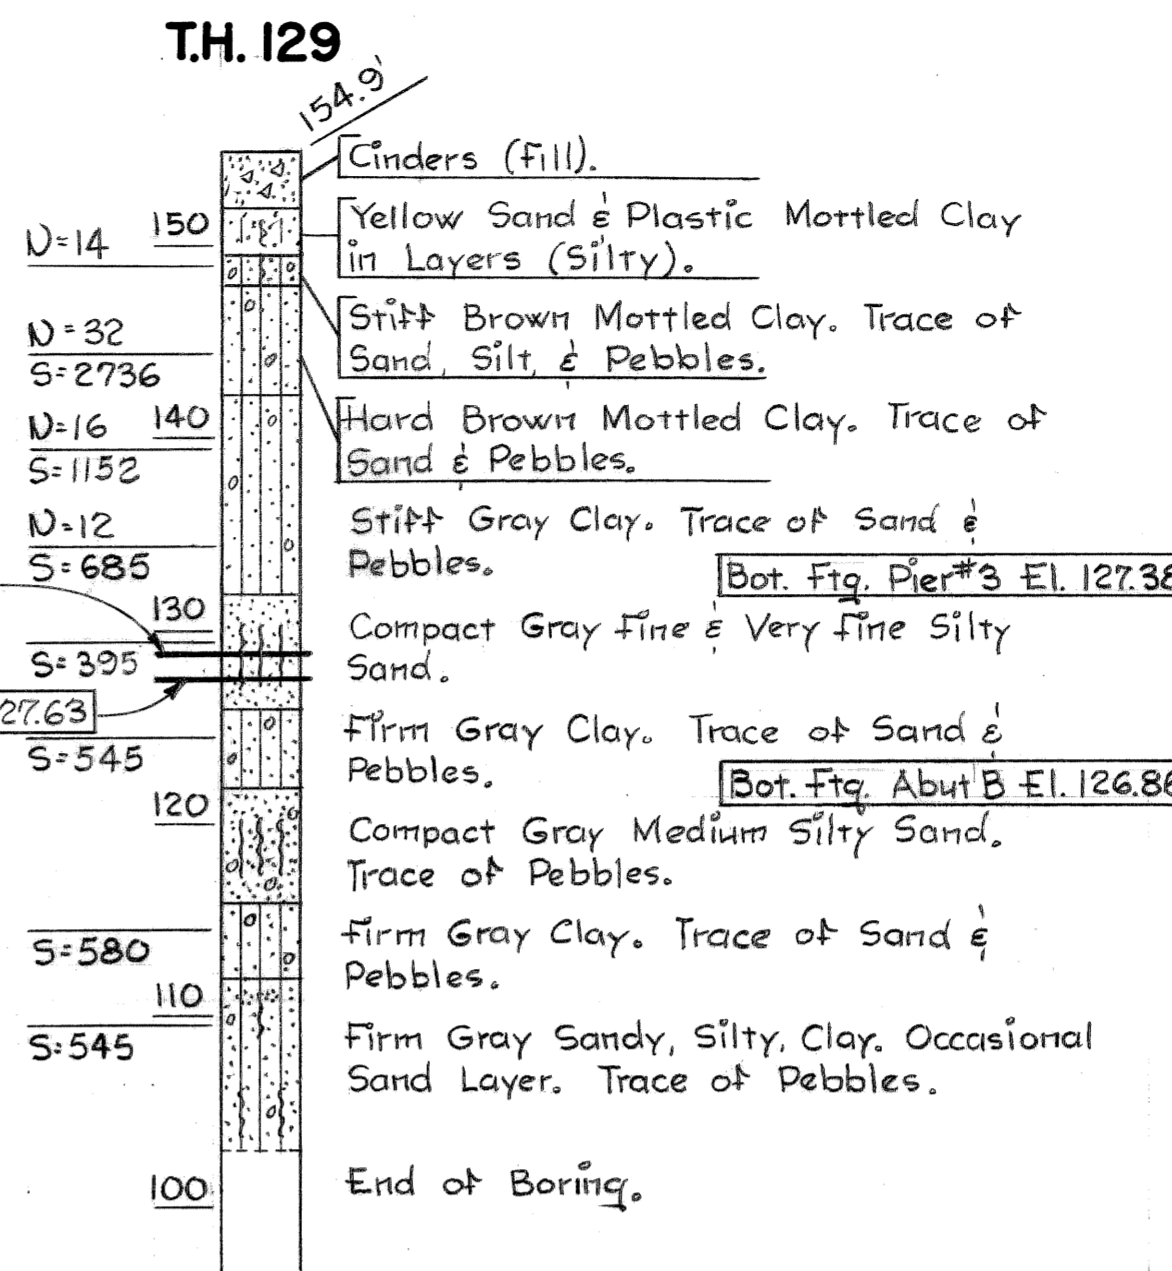 T.H. 129
154.9'
Cinders (Fill).
150
N=14
Yellow Sand & Plastic Mottled Clay
in Layers (Silty).
Stiff Brown Mottled Clay. Trace of
Sand, Silt, & Pebbles.
N=32
S=2736
N=16
140
S=1152
Hard Brown Mottled Clay. Trace of
Sand & Pebbles.
N=12
S=685
Stiff Gray Clay. Trace of Sand &
Pebbles.
Bot. Ftg. Pier #3 El. 127.38
130
Compact Gray Fine & Very Fine Silty
Sand.
S=395
27.63
Firm Gray Clay. Trace of Sand &
Pebbles.
S=545
Bot. Ftg. Abut B El. 126.86
120
Compact Gray Medium Silty Sand.
Trace of Pebbles.
Firm Gray Clay. Trace of Sand &
Pebbles.
S=580
110
Firm Gray Sandy, Silty, Clay. Occasional
Sand Layer. Trace of Pebbles.
S=545
100
End of Boring.